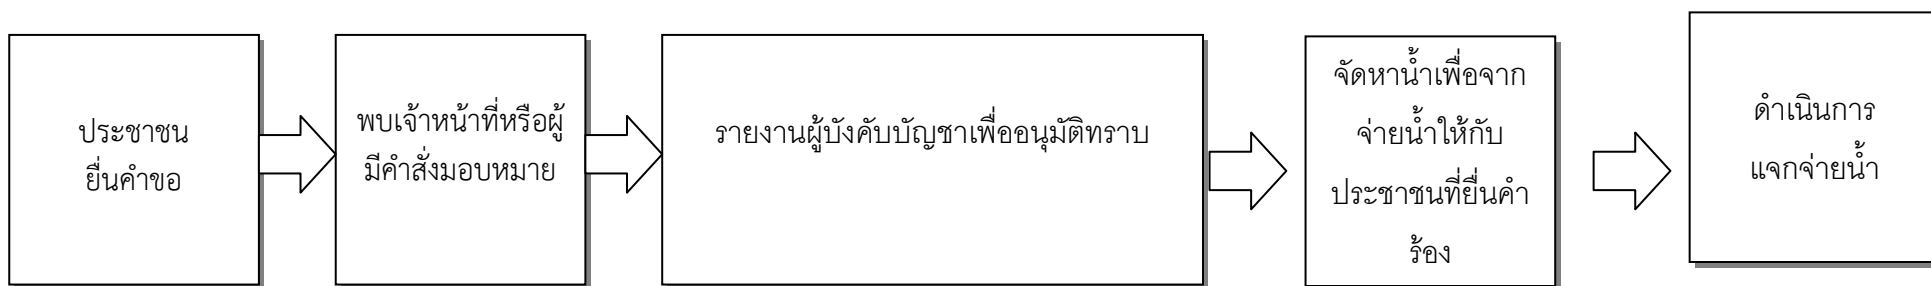 ประชาชน
ยื่นคำขอ
พบเจ้าหน้าที่หรือผู้
มีคำสั่งมอบหมาย
รายงานผู้บังคับบัญชาเพื่ออนุมัติทราบ
จัดหาน้ำเพื่อจาก
จ่ายน้ำให้กับ
ประชาชนที่ยื่นคำ
ร้อง
ดำเนินการ
แจกจ่ายน้ำ